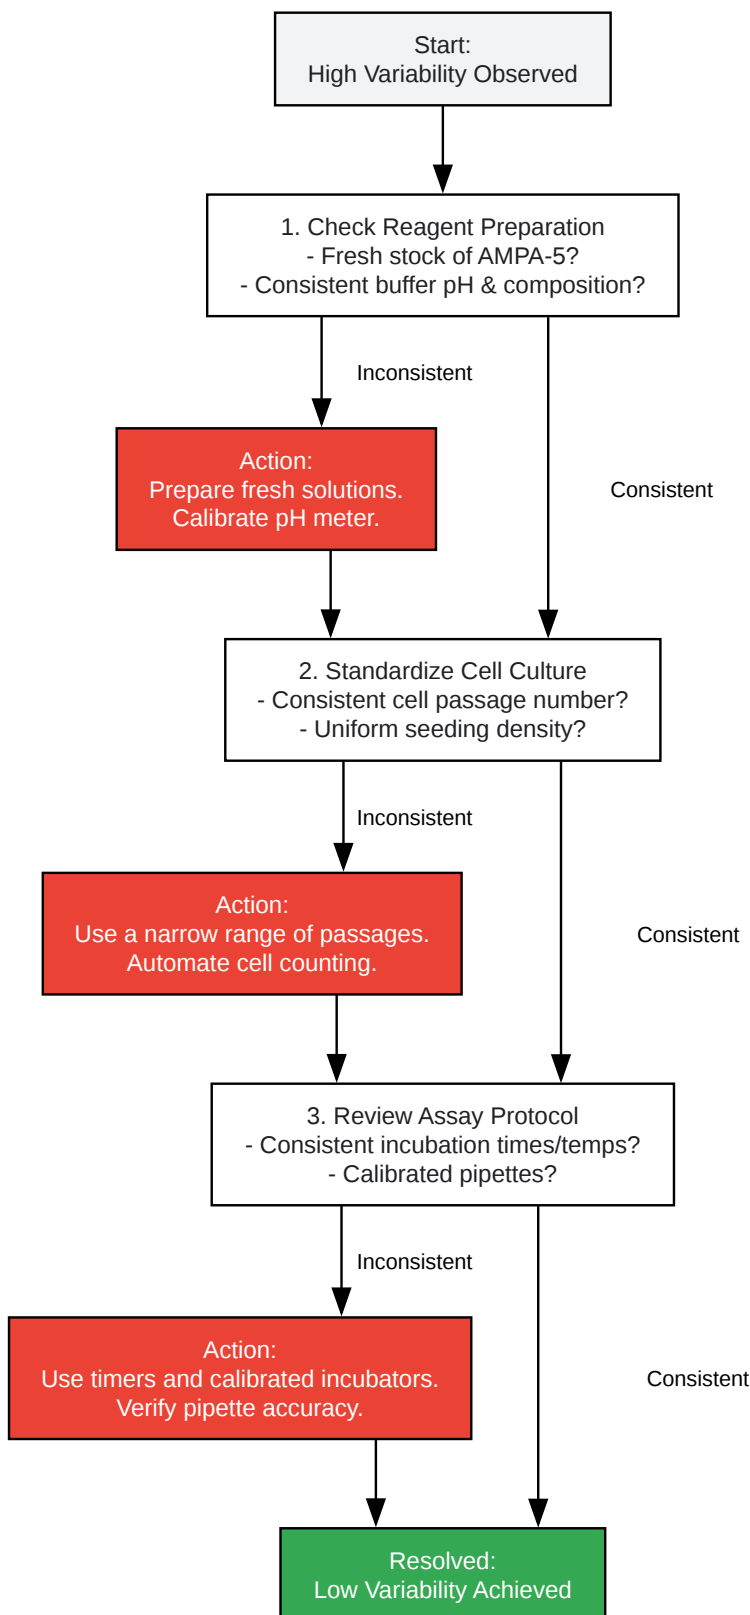 Start:
High Variability Observed
1. Check Reagent Preparation
- Fresh stock of AMPA-5?
- Consistent buffer pH & composition?
Inconsistent
Action:
Prepare fresh solutions.
Calibrate pH meter.
Consistent
2. Standardize Cell Culture
- Consistent cell passage number?
- Uniform seeding density?
Inconsistent
Action:
Use a narrow range of passages.
Automate cell counting.
Consistent
3. Review Assay Protocol
- Consistent incubation times/temps?
- Calibrated pipettes?
Inconsistent
Action:
Use timers and calibrated incubators.
Verify pipette accuracy.
Consistent
Resolved:
Low Variability Achieved